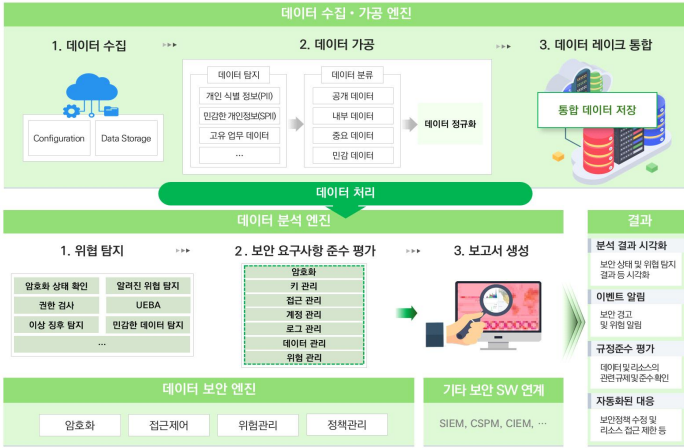 데이터 수집・가공 엔진
1. 데이터 수집
▸▸▸
2. 데이터 가공
▸▸▸
3. 데이터 레이크 통합
Configuration
Data Storage
데이터 탐지
개인 식별 정보(PII)
민감한 개인정보(SPII)
고유 업무 데이터
…
데이터 분류
공개 데이터
내부 데이터
중요 데이터
민감 데이터
데이터 정규화
통합 데이터 저장
데이터 처리
데이터 분석 엔진
1. 위협 탐지
▸▸▸
2. 보안 요구사항 준수 평가
▸▸▸
3. 보고서 생성
암호화 상태 확인
알려진 위협 탐지
권한 검사
UEBA
이상 징후 탐지
민감한 데이터 탐지
…
암호화
키 관리
접근 관리
계정 관리
로그 관리
데이터 관리
위험 관리
결과
분석 결과 시각화
보안 상태 및 위협 탐지
결과 등 시각화
이벤트 알림
보안 경고
및 위험 알림
규정준수 평가
데이터 및 리소스의
관련 규제 및 준수 확인
자동화된 대응
보안정책 수정 및
리소스 접근 제한 등
데이터 보안 엔진
암호화
접근제어
위험관리
정책관리
기타 보안 SW 연계
SIEM, CSPM, CIEM, …